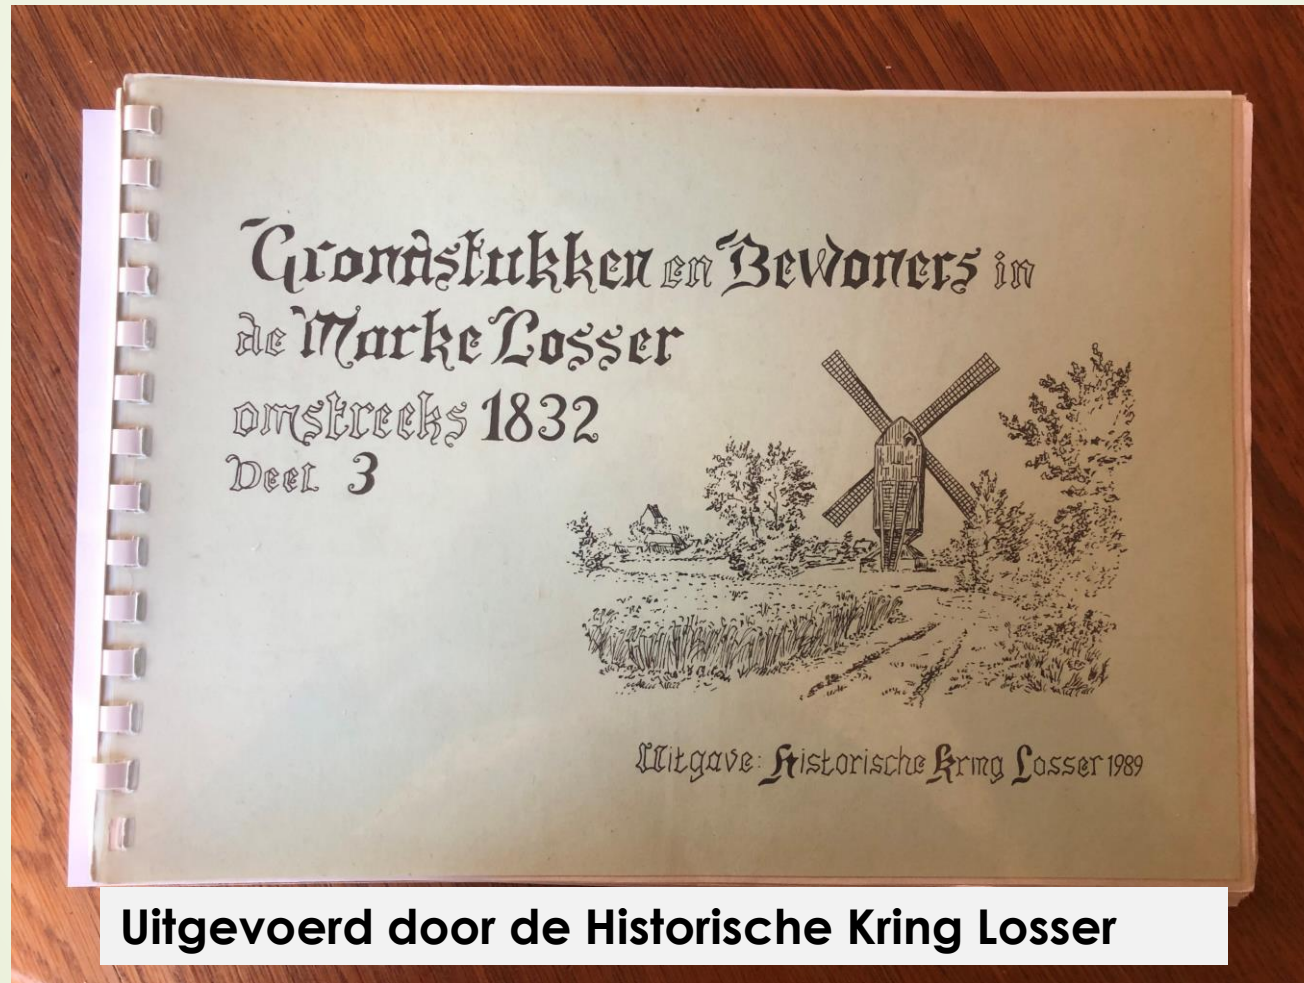 Grondstukken en Bewoners in
de Marke Losser
omstreeks 1832
Deel 3
Uitgave: Historische Kring Losser 1989
Uitgevoerd door de Historische Kring Losser